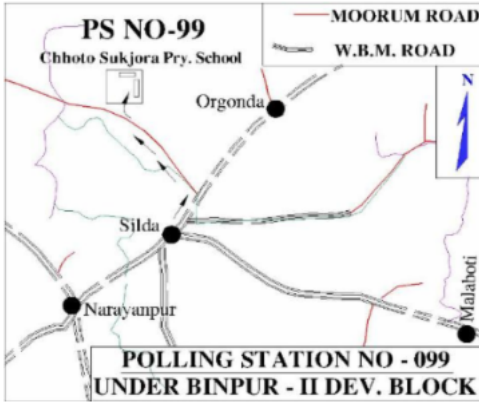 PS NO-99
Chhoto Sukjora Pry. School
MOORUM ROAD
W.B.M. ROAD
N
Orgonda
Silda
Narayanpur
Malaboti
POLLING STATION NO - 099
UNDER BINPUR - II DEV. BLOCK